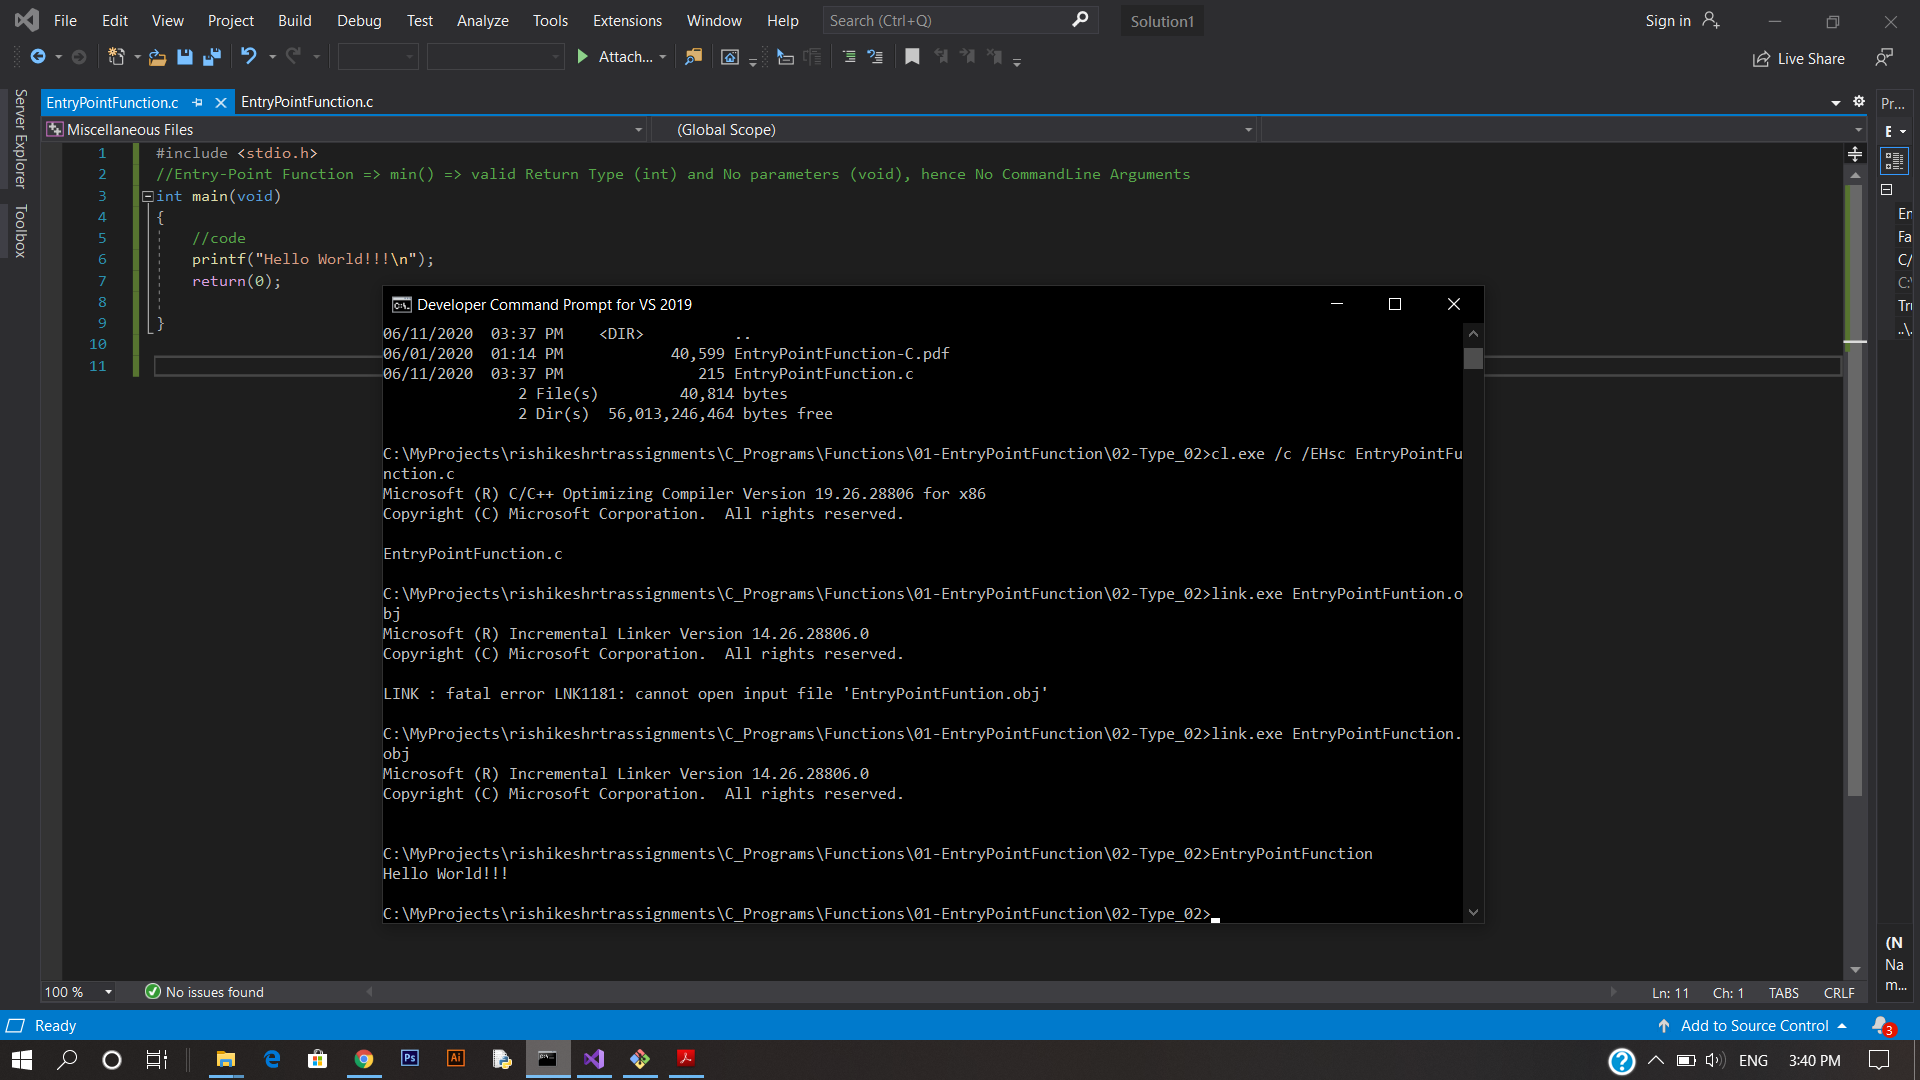 File Edit View Project Build Debug Test Analyze Tools Extensions Window Help Search (Ctrl+Q) Solution1 Sign in
Attach... Live Share
Server Explorer
Toolbox
EntryPointFunction.c EntryPointFunction.c Pr...
Miscellaneous Files (Global Scope)
1 #include <stdio.h>
2 //Entry-Point Function => min() => valid Return Type (int) and No parameters (void), hence No CommandLine Arguments
3 int main(void)
4 {
5 //code
6 printf("Hello World!!!\n");
7 return(0);
8
9 }
10
11
En
Fa
C/
C:
Tru
..\.
Developer Command Prompt for VS 2019
06/11/2020 03:37 PM <DIR> ..
06/01/2020 01:14 PM 40,599 EntryPointFunction-C.pdf
06/11/2020 03:37 PM 215 EntryPointFunction.c
2 File(s) 40,814 bytes
2 Dir(s) 56,013,246,464 bytes free
C:\MyProjects\rishikeshrtrassignments\C_Programs\Functions\01-EntryPointFunction\02-Type_02>cl.exe /c /EHsc EntryPointFu
nction.c
Microsoft (R) C/C++ Optimizing Compiler Version 19.26.28806 for x86
Copyright (C) Microsoft Corporation. All rights reserved.
EntryPointFunction.c
C:\MyProjects\rishikeshrtrassignments\C_Programs\Functions\01-EntryPointFunction\02-Type_02>link.exe EntryPointFuntion.o
bj
Microsoft (R) Incremental Linker Version 14.26.28806.0
Copyright (C) Microsoft Corporation. All rights reserved.
LINK : fatal error LNK1181: cannot open input file 'EntryPointFuntion.obj'
C:\MyProjects\rishikeshrtrassignments\C_Programs\Functions\01-EntryPointFunction\02-Type_02>link.exe EntryPointFunction.
obj
Microsoft (R) Incremental Linker Version 14.26.28806.0
Copyright (C) Microsoft Corporation. All rights reserved.
C:\MyProjects\rishikeshrtrassignments\C_Programs\Functions\01-EntryPointFunction\02-Type_02>EntryPointFunction
Hello World!!!
C:\MyProjects\rishikeshrtrassignments\C_Programs\Functions\01-EntryPointFunction\02-Type_02>
(N
Na
m...
100 % No issues found Ln: 11 Ch: 1 TABS CRLF
Ready Add to Source Control 3
Ps Ai ENG 3:40 PM